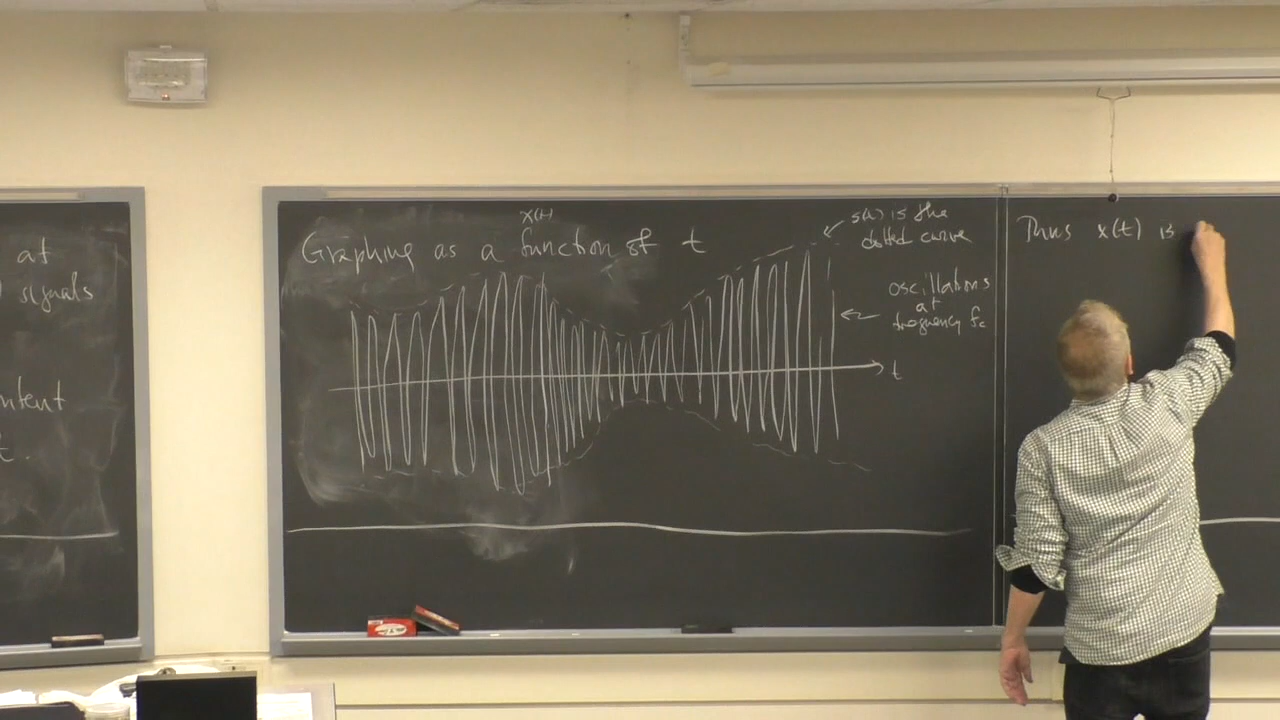 at
signals
ntent
t.
x(t)
Graphing as a function of t
s(t) is the
dotted curve
oscillations
at
frequency fc
t
Thus x(t) is